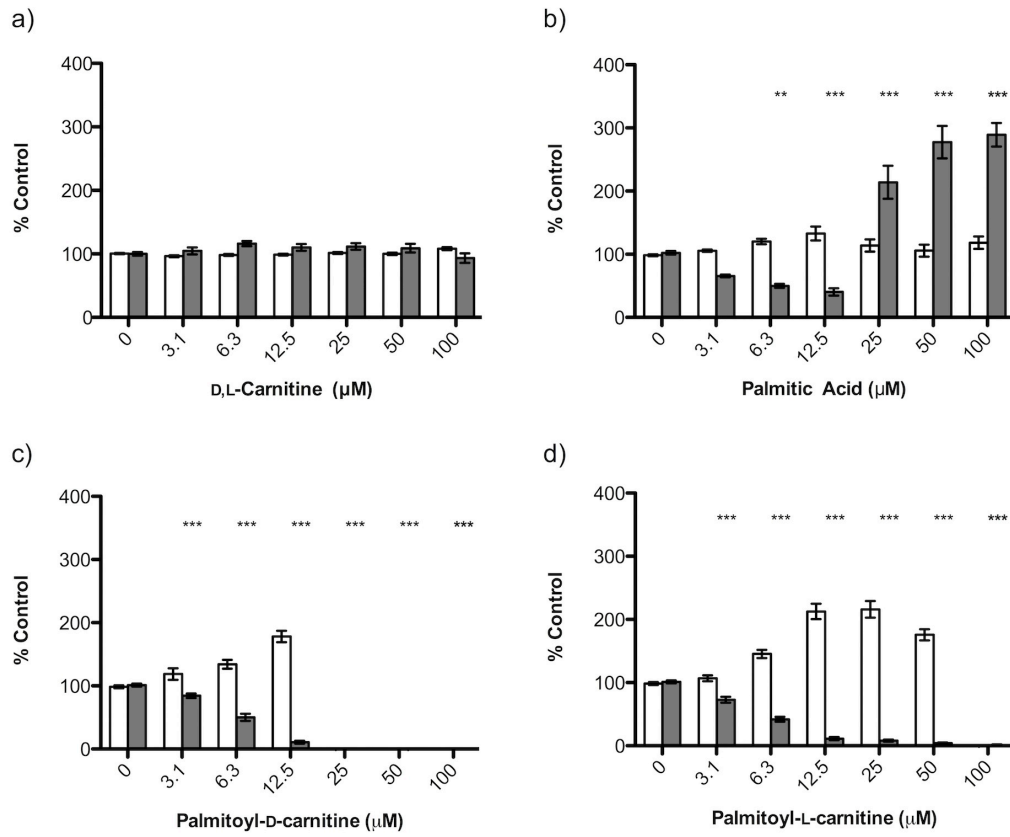 a)
400
300
200
100
0
% Control
0 3.1 6.3 12.5 25 50 100
D,L-Carnitine (µM)
b)
** *** *** *** ***
400
300
200
100
0
% Control
0 3.1 6.3 12.5 25 50 100
Palmitic Acid (µM)
c)
*** *** *** *** *** ***
400
300
200
100
0
% Control
0 3.1 6.3 12.5 25 50 100
Palmitoyl-D-carnitine (µM)
d)
*** *** *** *** *** ***
400
300
200
100
0
% Control
0 3.1 6.3 12.5 25 50 100
Palmitoyl-L-carnitine (µM)